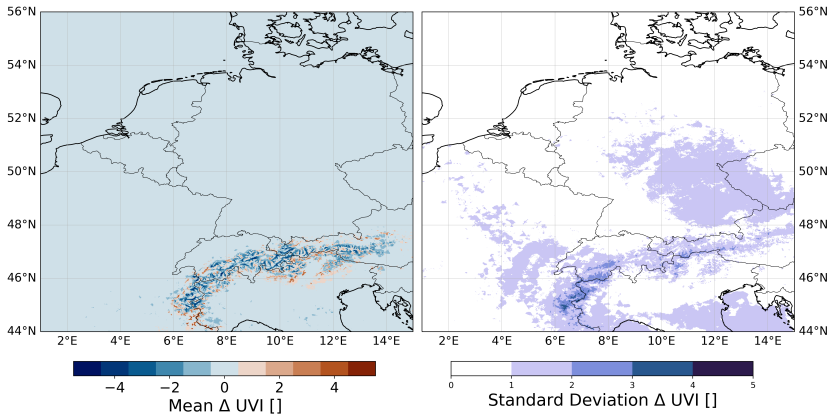 56°N
54°N
52°N
50°N
48°N
46°N
44°N
2°E 4°E 6°E 8°E 10°E 12°E 14°E
−4 −2 0 2 4
Mean Δ UVI []
56°N
54°N
52°N
50°N
48°N
46°N
44°N
2°E 4°E 6°E 8°E 10°E 12°E 14°E
0 1 2 3 4 5
Standard Deviation Δ UVI []